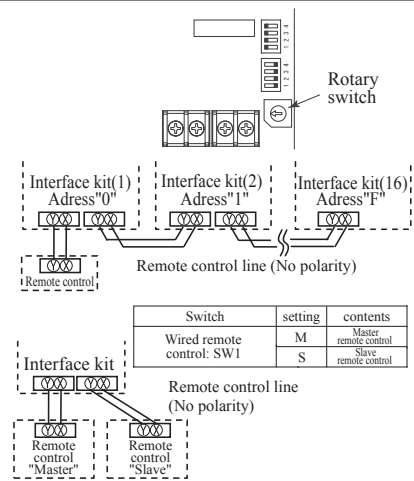 1 2 3 4
1 2 3 4
Rotary
switch
Interface kit(1)
Adress"0"
Interface kit(2)
Adress"1"
Interface kit(16)
Adress"F"
Y X
Y X
Y X
Y X
Y X
Y X
Remote control
Remote control line (No polarity)
Switch setting contents
Wired remote
control: SW1
M Master
remote control
S Slave
remote control
Interface kit
Y X
Y X
Remote control line
(No polarity)
Y X
Y X
Remote
control
"Master"
Remote
control
"Slave"